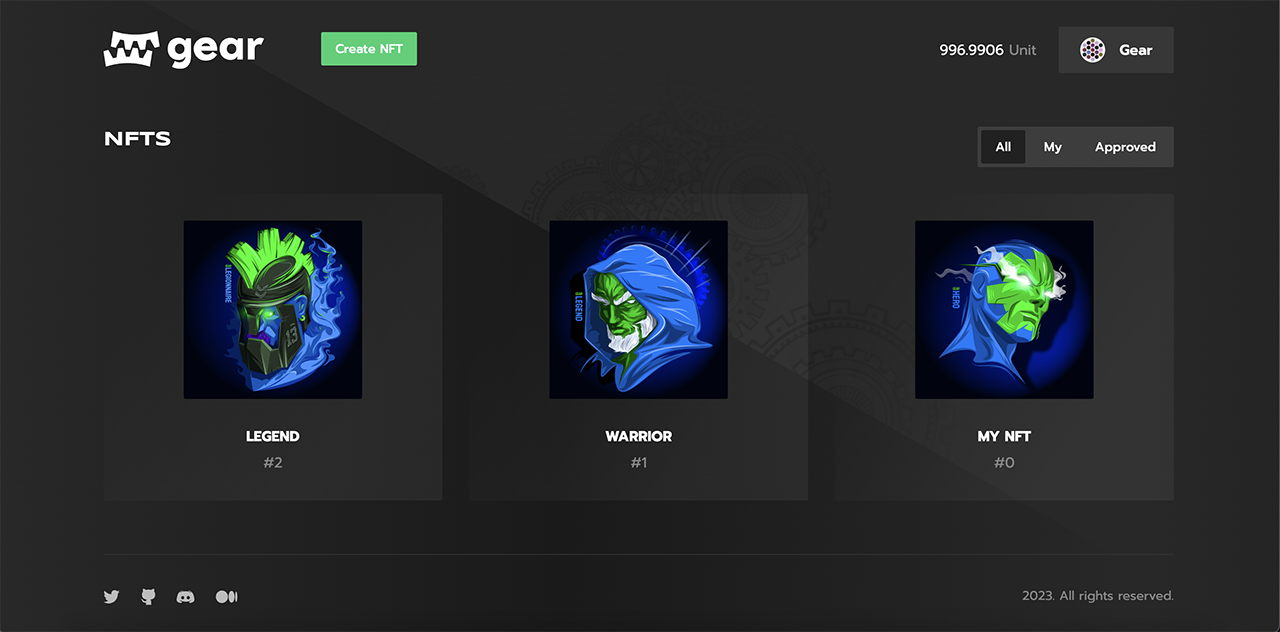 gear
Create NFT
996.9906 Unit
Gear
NFTS
All
My
Approved
LEGIONNAIRE
133
LEGEND
HERO
LEGEND
WARRIOR
MY NFT
#2
#1
#0
2023. All rights reserved.